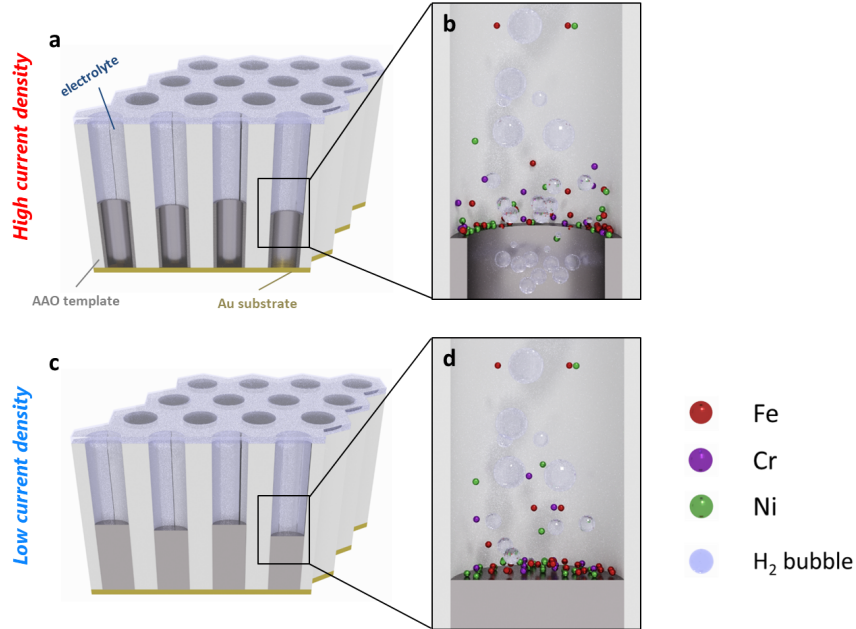 a
b
electrolyte
High current density
AAO template
Au substrate
c
d
Low current density
Fe
Cr
Ni
H₂ bubble